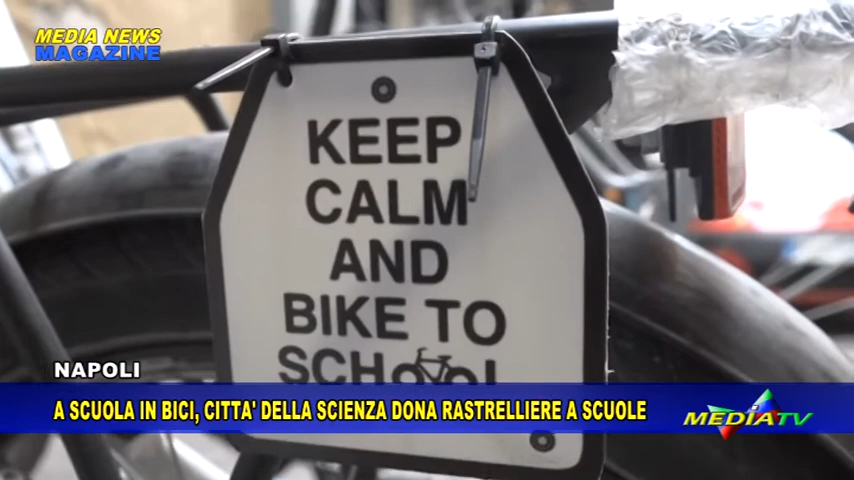 MEDIA NEWS
MAGAZINE
KEEP
CALM
AND
BIKE TO
SCHOOL
NAPOLI
A SCUOLA IN BICI, CITTA' DELLA SCIENZA DONA RASTRELLIERE A SCUOLE
MEDIATV